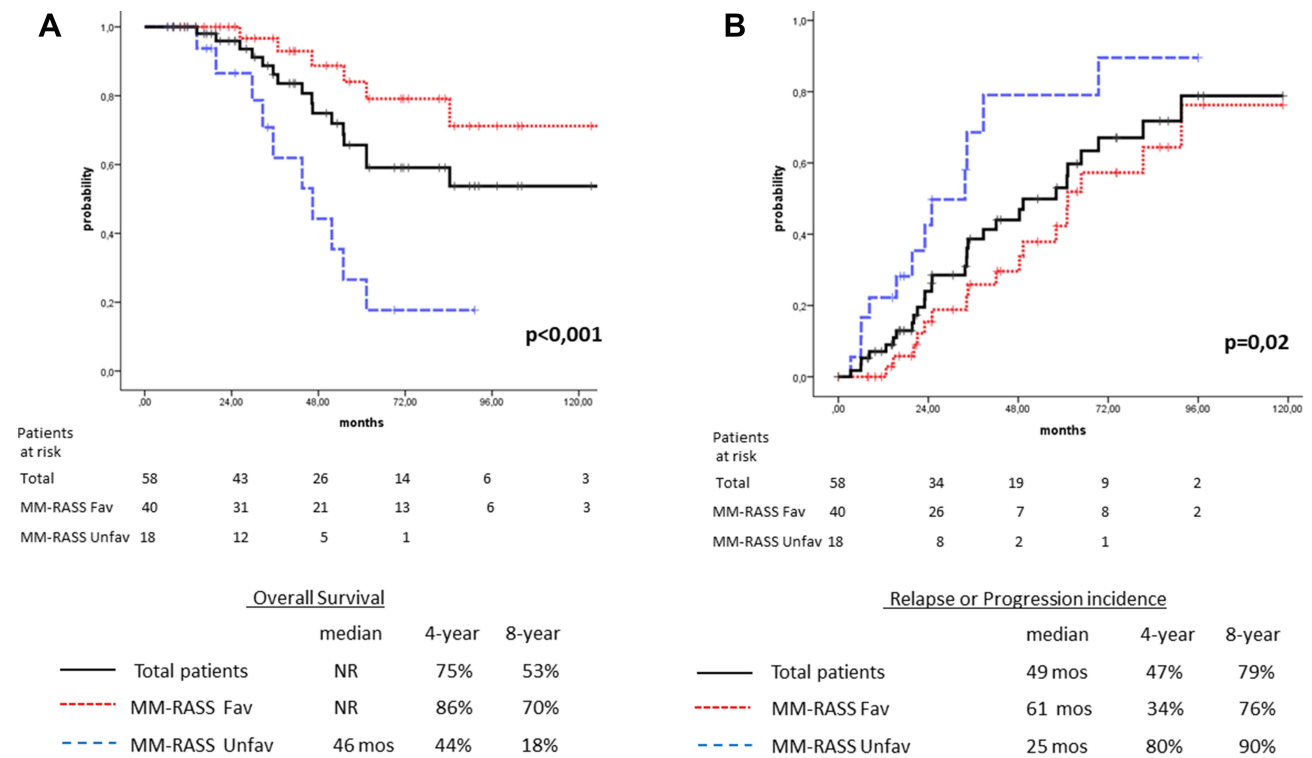 A
1,0
0,8
0,6
0,4
0,2
0,0
probability
p<0,001
,00 24,00 48,00 72,00 96,00 120,00
months
Patients
at risk
Total 58 43 26 14 6 3
MM-RASS Fav 40 31 21 13 6 3
MM-RASS Unfav 18 12 5 1
Overall Survival
median 4-year 8-year
Total patients NR 75% 53%
MM-RASS Fav NR 86% 70%
MM-RASS Unfav 46 mos 44% 18%
B
1,0
0,8
0,6
0,4
0,2
0,0
probability
p=0,02
,00 24,00 48,00 72,00 96,00 120,00
months
Patients
at risk
Total 58 34 19 9 2
MM-RASS Fav 40 26 7 8 2
MM-RASS Unfav 18 8 2 1
Relapse or Progression incidence
median 4-year 8-year
Total patients 49 mos 47% 79%
MM-RASS Fav 61 mos 34% 76%
MM-RASS Unfav 25 mos 80% 90%